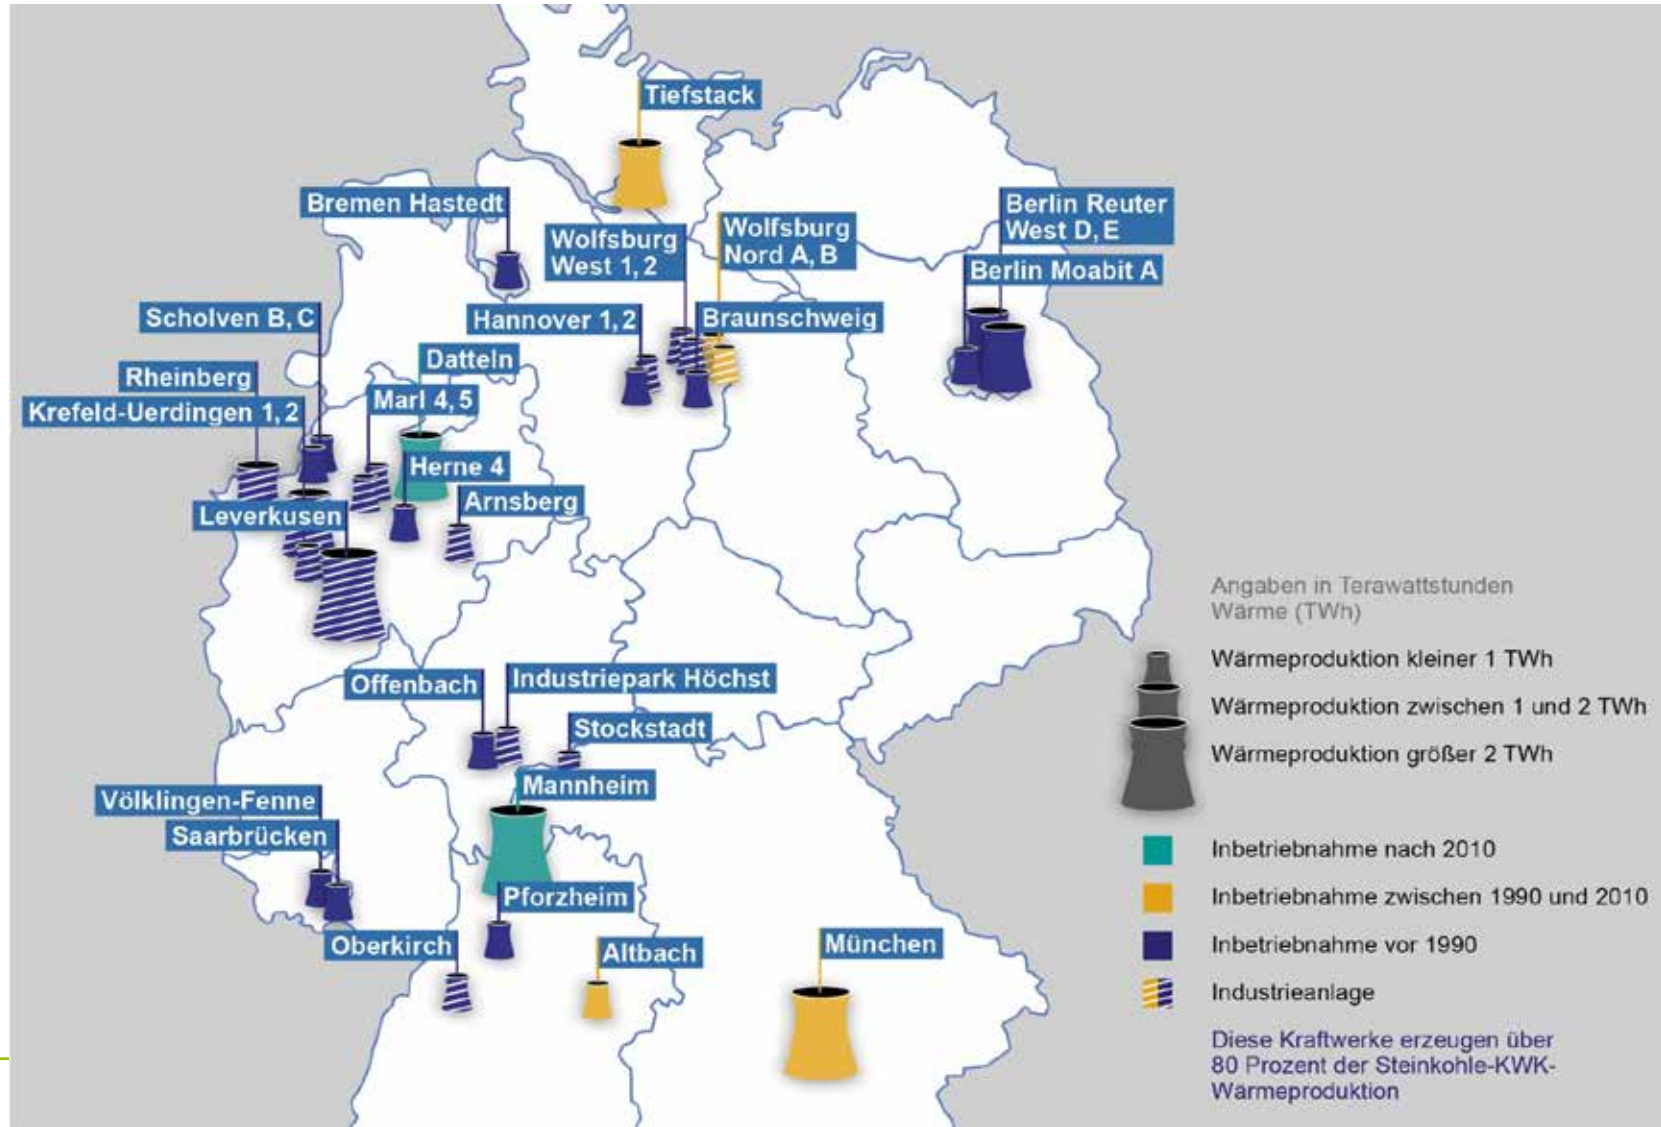 Tiefstack
Bremen Hastedt
Wolfsburg
West 1, 2
Wolfsburg
Nord A, B
Berlin Reuter
West D, E
Berlin Moabit A
Scholven B, C
Hannover 1, 2
Braunschweig
Datteln
Rheinberg
Marl 4, 5
Krefeld-Uerdingen 1, 2
Herne 4
Arnsberg
Leverkusen
Offenbach
Industriepark Höchst
Stockstadt
Mannheim
Völklingen-Fenne
Saarbrücken
Pforzheim
Oberkirch
Altbach
München
Angaben in Terawattstunden
Wärme (TWh)
Wärmeproduktion kleiner 1 TWh
Wärmeproduktion zwischen 1 und 2 TWh
Wärmeproduktion größer 2 TWh
Inbetriebnahme nach 2010
Inbetriebnahme zwischen 1990 und 2010
Inbetriebnahme vor 1990
Industrieanlage
Diese Kraftwerke erzeugen über
80 Prozent der Steinkohle-KWK-
Wärmeproduktion